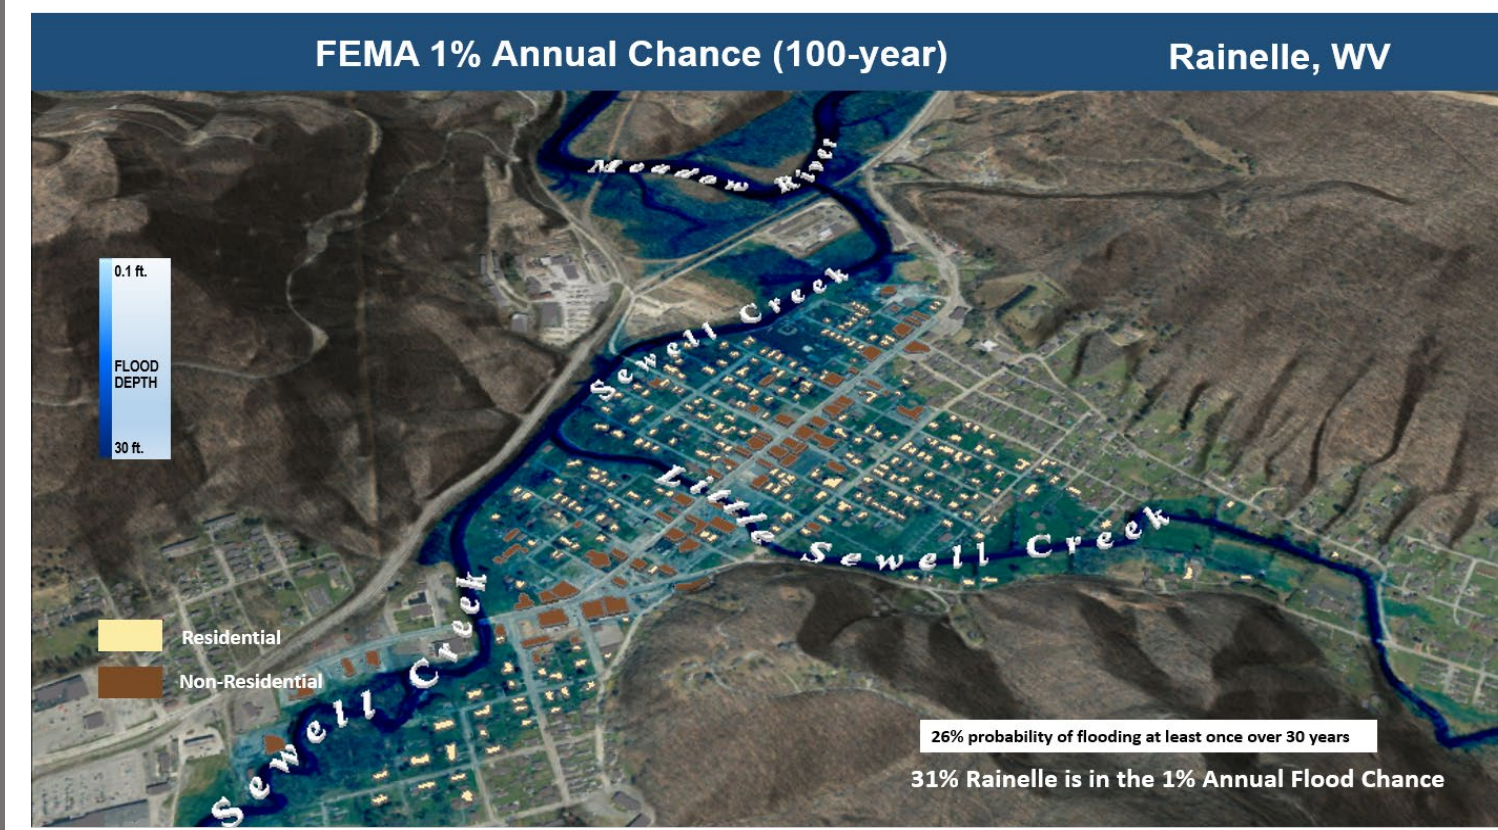 FEMA 1% Annual Chance (100-year)
Rainelle, WV
Meadow River
0.1 ft.
FLOOD
DEPTH
30 ft.
Sewell Creek
Little Sewell Creek
Sewell Creek
Residential
Non-Residential
26% probability of flooding at least once over 30 years
31% Rainelle is in the 1% Annual Flood Chance